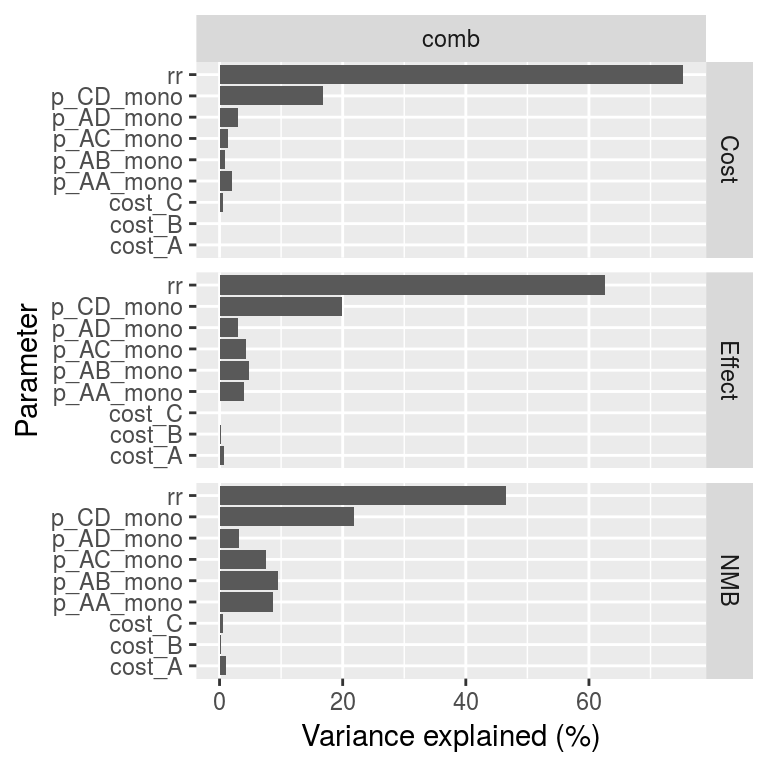 comb
rr
p_CD_mono
p_AD_mono
p_AC_mono
p_AB_mono
p_AA_mono
cost_C
cost_B
cost_A
Cost
rr
p_CD_mono
p_AD_mono
p_AC_mono
p_AB_mono
p_AA_mono
cost_C
cost_B
cost_A
Effect
rr
p_CD_mono
p_AD_mono
p_AC_mono
p_AB_mono
p_AA_mono
cost_C
cost_B
cost_A
NMB
Parameter
0 20 40 60
Variance explained (%)